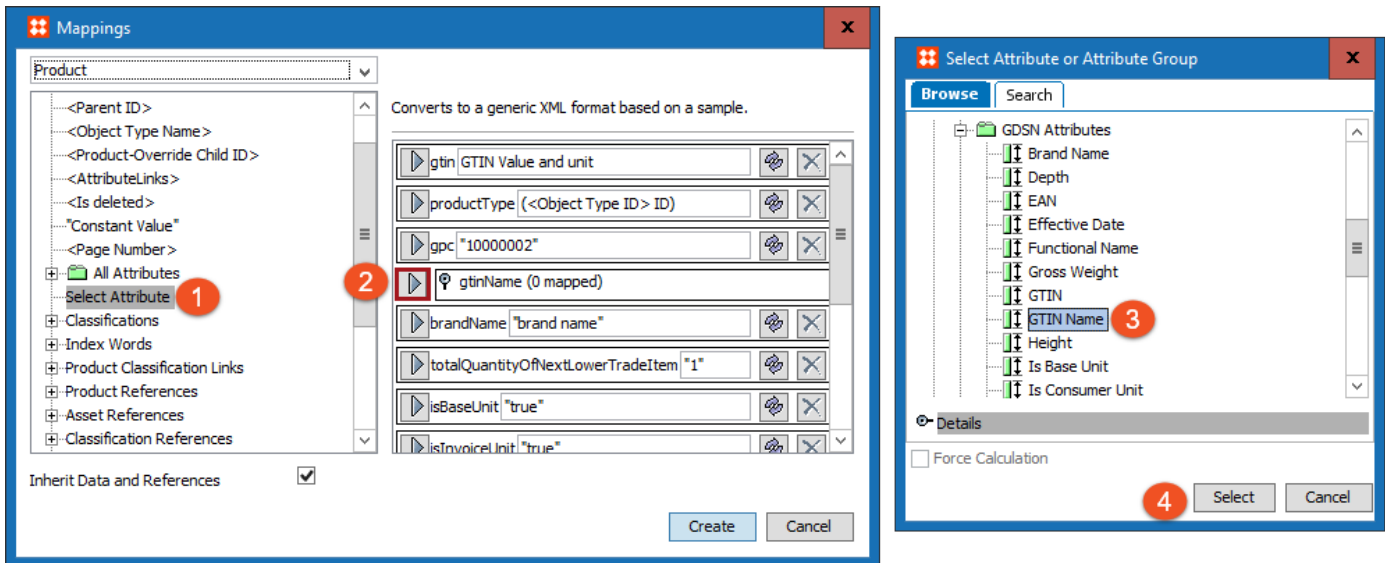 Mappings
x
Product
<Parent ID>
<Object Type Name>
<Product-Override Child ID>
<AttributeLinks>
<Is deleted>
"Constant Value"
<Page Number>
All Attributes
Select Attribute 1
Classifications
Index Words
Product Classification Links
Product References
Asset References
Classification References
Inherit Data and References
Converts to a generic XML format based on a sample.
gtin GTIN Value and unit
productType (<Object Type ID> ID)
gpc "10000002"
2 gtinName (0 mapped)
brandName "brand name"
totalQuantityOfNextLowerTradeItem "1"
isBaseUnit "true"
isInvoiceUnit "true"
Create Cancel
Select Attribute or Attribute Group
x
Browse Search
GDSN Attributes
Brand Name
Depth
EAN
Effective Date
Functional Name
Gross Weight
GTIN
GTIN Name 3
Height
Is Base Unit
Is Consumer Unit
Details
Force Calculation
4 Select Cancel